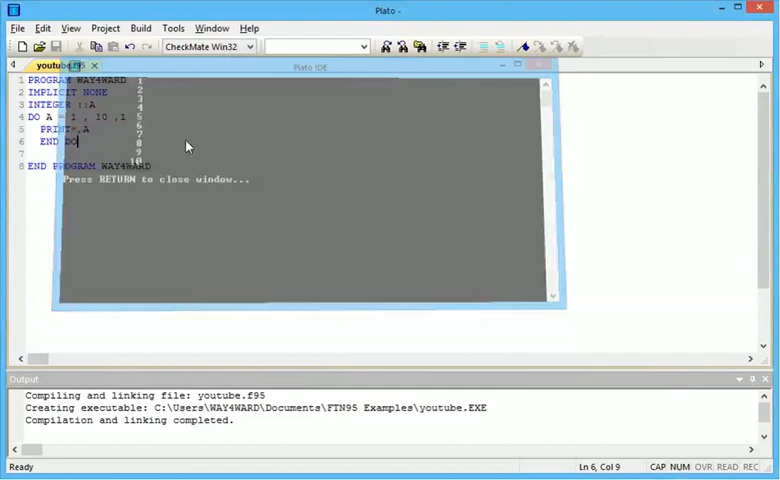 Plato -
File Edit View Project Build Tools Window Help
CheckMate Win32
youtube.f95
Plato IDE
1 PROGRAM WAY4WARD
2 IMPLICIT NONE
3 INTEGER ::A
4 DO A = 1 , 10 ,1
5 PRINT*,A
6 END DO
7
8 END PROGRAM WAY4WARD
1
2
3
4
5
6
7
8
9
10
Press RETURN to close window...
Output
Compiling and linking file: youtube.f95
Creating executable: C:\Users\WAY4WARD\Documents\FTN95 Examples\youtube.EXE
Compilation and linking completed.
Ready Ln 6, Col 9 CAP NUM OVR READ REC